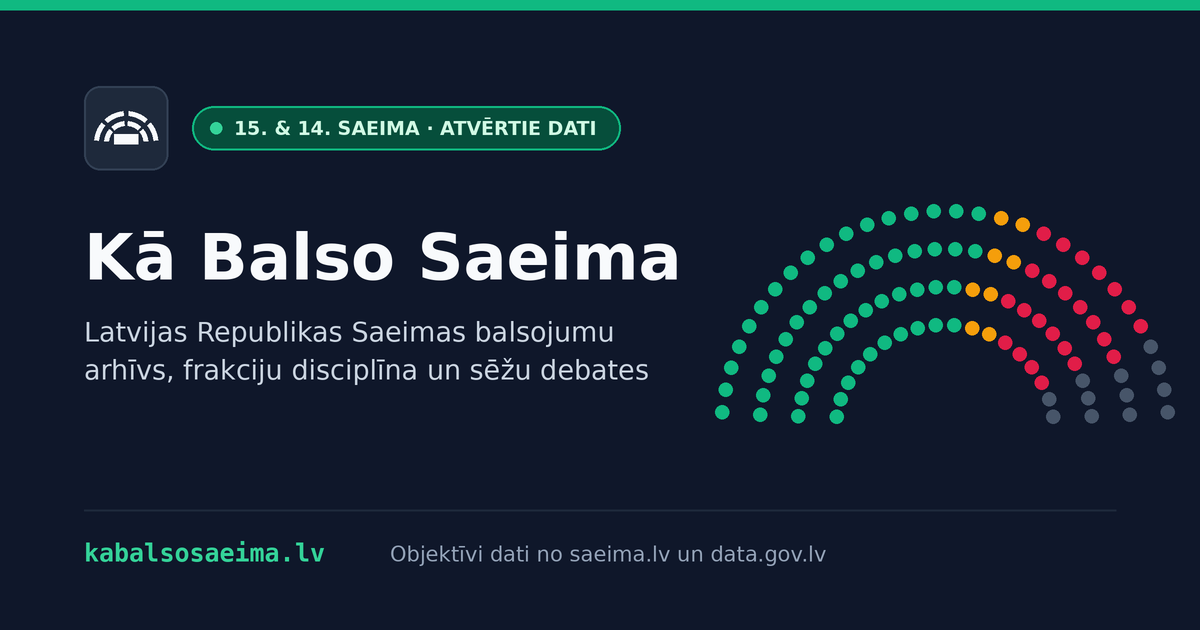 15. & 14. SAEIMA · ATVĒRTIE DATI
Kā Balso Saeima
Latvijas Republikas Saeimas balsojumu
arhīvs, frakciju disciplīna un sēžu debates
kabalsosaeima.lv
Objektīvi dati no saeima.lv un data.gov.lv